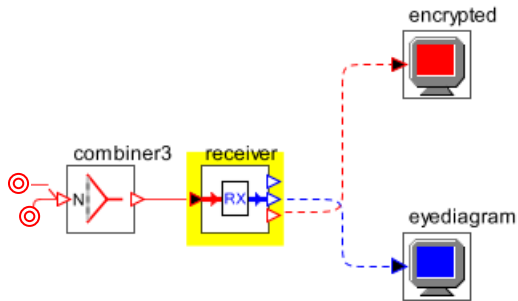 encrypted
combiner3
receiver
N
RX
eyediagram